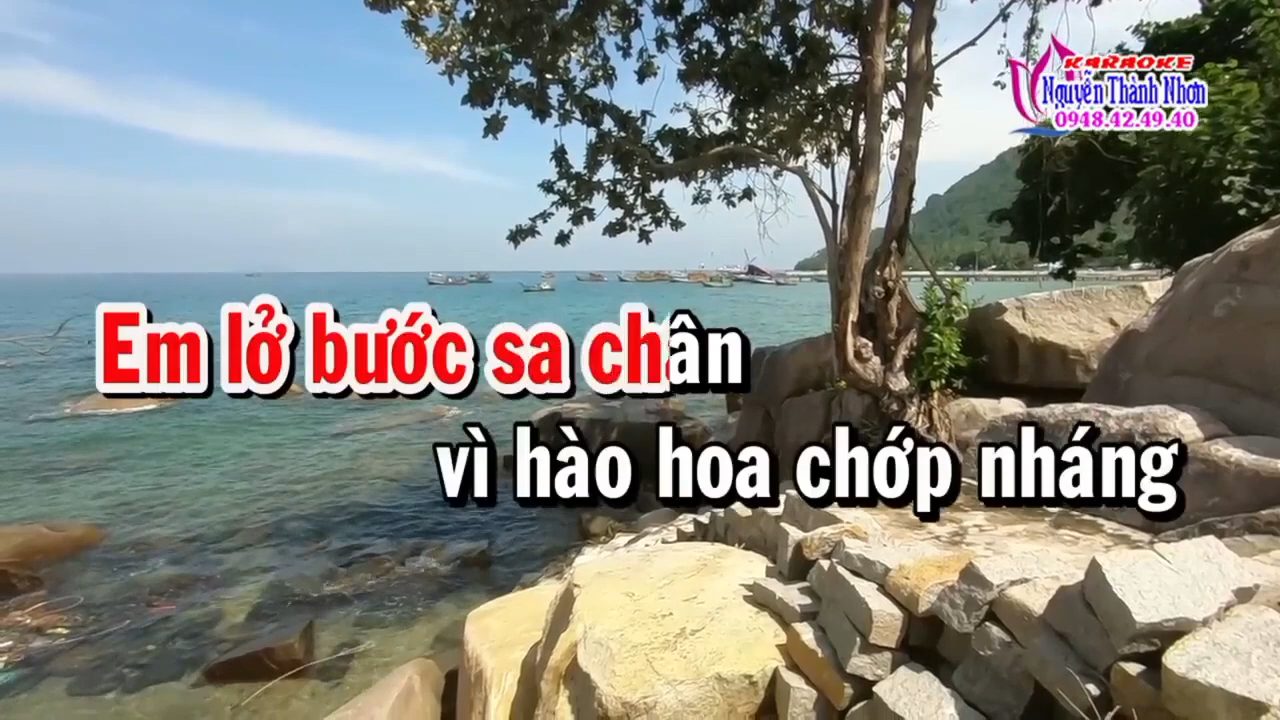 KARAOKE
Nguyễn Thành Nhơn
0948.42.49.40
Em lở bước sa chân
vì hào hoa chớp nháng